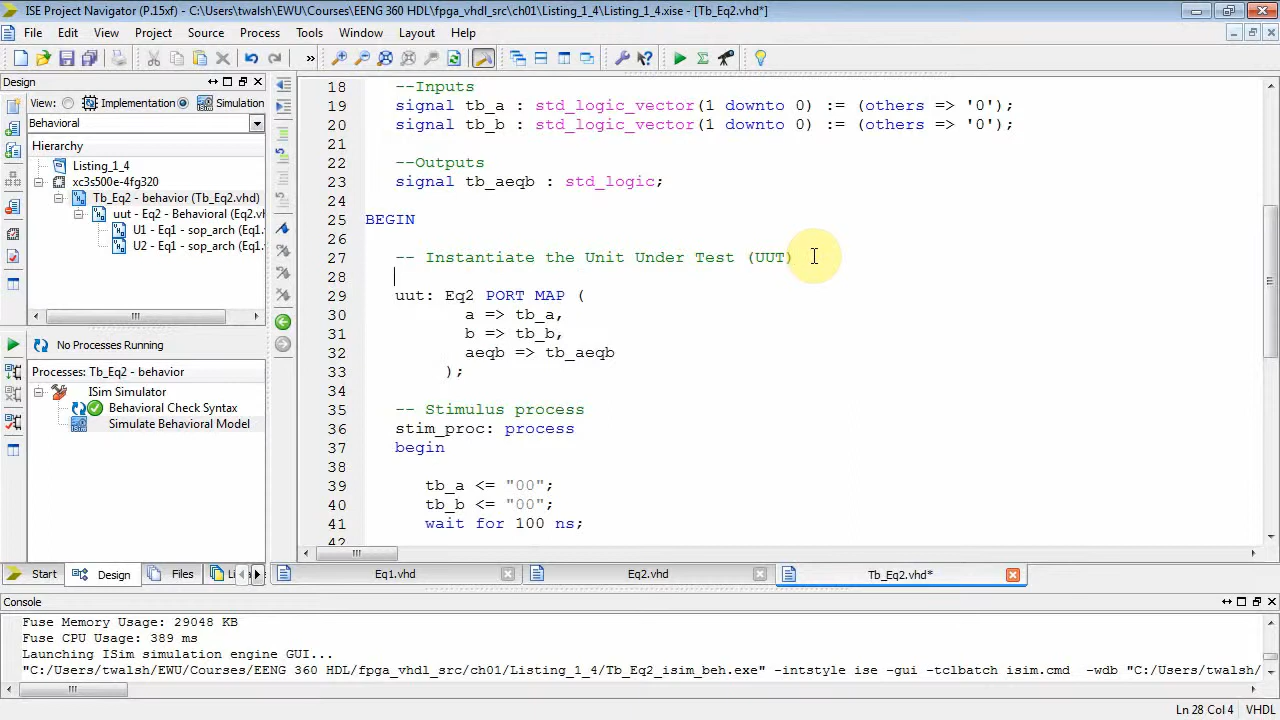 ISE Project Navigator (P.15xf) - C:\Users\twalsh\EWU\Courses\EENG 360 HDL\fpga_vhdl_src\ch01\Listing_1_4\Listing_1_4.xise - [Tb_Eq2.vhd*]
File Edit View Project Source Process Tools Window Layout Help
Design
View: Implementation Simulation
Behavioral
Hierarchy
Listing_1_4
xc3s500e-4fg320
Tb_Eq2 - behavior (Tb_Eq2.vhd)
uut - Eq2 - Behavioral (Eq2.vh
U1 - Eq1 - sop_arch (Eq1.
U2 - Eq1 - sop_arch (Eq1.
No Processes Running
Processes: Tb_Eq2 - behavior
ISim Simulator
Behavioral Check Syntax
Simulate Behavioral Model
Start Design Files
18 --Inputs
19 signal tb_a : std_logic_vector(1 downto 0) := (others => '0');
20 signal tb_b : std_logic_vector(1 downto 0) := (others => '0');
21
22 --Outputs
23 signal tb_aeqb : std_logic;
24
25 BEGIN
26
27 -- Instantiate the Unit Under Test (UUT)
28
29 uut: Eq2 PORT MAP (
30 a => tb_a,
31 b => tb_b,
32 aeqb => tb_aeqb
33 );
34
35 -- Stimulus process
36 stim_proc: process
37 begin
38
39 tb_a <= "00";
40 tb_b <= "00";
41 wait for 100 ns;
42
Eq1.vhd Eq2.vhd Tb_Eq2.vhd*
Console
Fuse Memory Usage: 29048 KB
Fuse CPU Usage: 389 ms
Launching ISim simulation engine GUI...
"C:/Users/twalsh/EWU/Courses/EENG 360 HDL/fpga_vhdl_src/ch01/Listing_1_4/Tb_Eq2_isim_beh.exe" -intstyle ise -gui -tclbatch isim.cmd -wdb "C:/Users/twalsh/
Ln 28 Col 4 VHDL